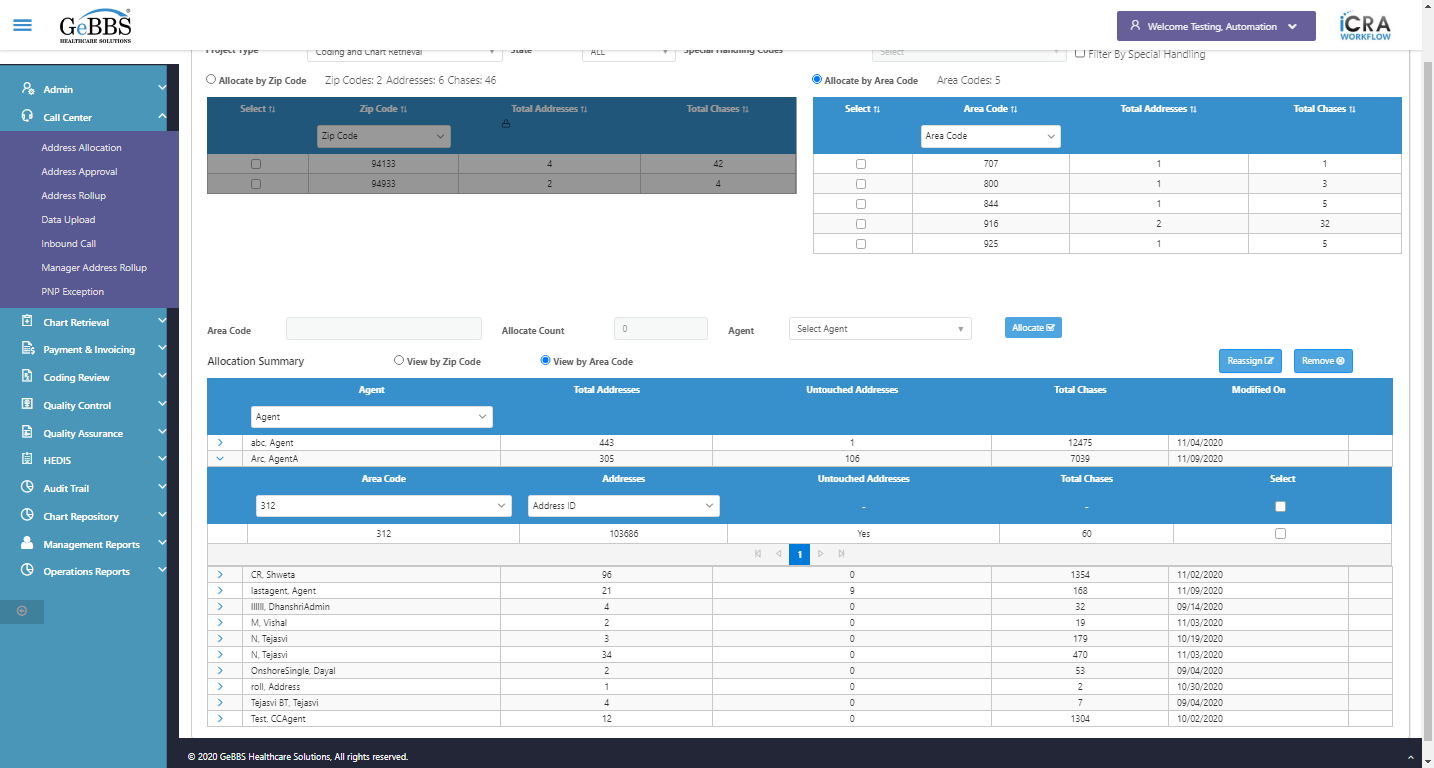 GeBBS
HEALTHCARE SOLUTIONS
Welcome Testing, Automation
iCRA
WORKFLOW
Project Type Coding and Chart Retrieval State ALL Special Handling Codes Select Filter By Special Handling
Allocate by Zip Code Zip Codes: 2 Addresses: 6 Chases: 46
Allocate by Area Code Area Codes: 5
Select Zip Code Total Addresses Total Chases
Zip Code
94133 4 42
94933 2 4
Select Area Code Total Addresses Total Chases
Area Code
707 1 1
800 1 3
844 1 5
916 2 32
925 1 5
Admin
Call Center
Address Allocation
Address Approval
Address Rollup
Data Upload
Inbound Call
Manager Address Rollup
PNP Exception
Chart Retrieval
Payment & Invoicing
Coding Review
Quality Control
Quality Assurance
HEDIS
Audit Trail
Chart Repository
Management Reports
Operations Reports
Area Code Allocate Count 0 Agent Select Agent Allocate
Allocation Summary View by Zip Code View by Area Code Reassign Remove
Agent Total Addresses Untouched Addresses Total Chases Modified On
Agent
abc, Agent 443 1 12475 11/04/2020
Arc, AgentA 305 106 7039 11/09/2020
Area Code Addresses Untouched Addresses Total Chases Select
312 Address ID - -
312 103686 Yes 60
1
CR, Shweta 96 0 1354 11/02/2020
lastagent, Agent 21 9 168 11/09/2020
DhanshriAdmin 4 0 32 09/14/2020
M, Vishal 2 0 19 11/03/2020
N, Tejasvi 3 0 179 10/19/2020
N, Tejasvi 34 0 470 11/03/2020
OnshoreSingle, Dayal 2 0 53 09/04/2020
roll, Address 1 0 2 10/30/2020
Tejasvi BT, Tejasvi 4 0 7 09/04/2020
Test, CCAgent 12 0 1304 10/02/2020
© 2020 GeBBS Healthcare Solutions, All rights reserved.